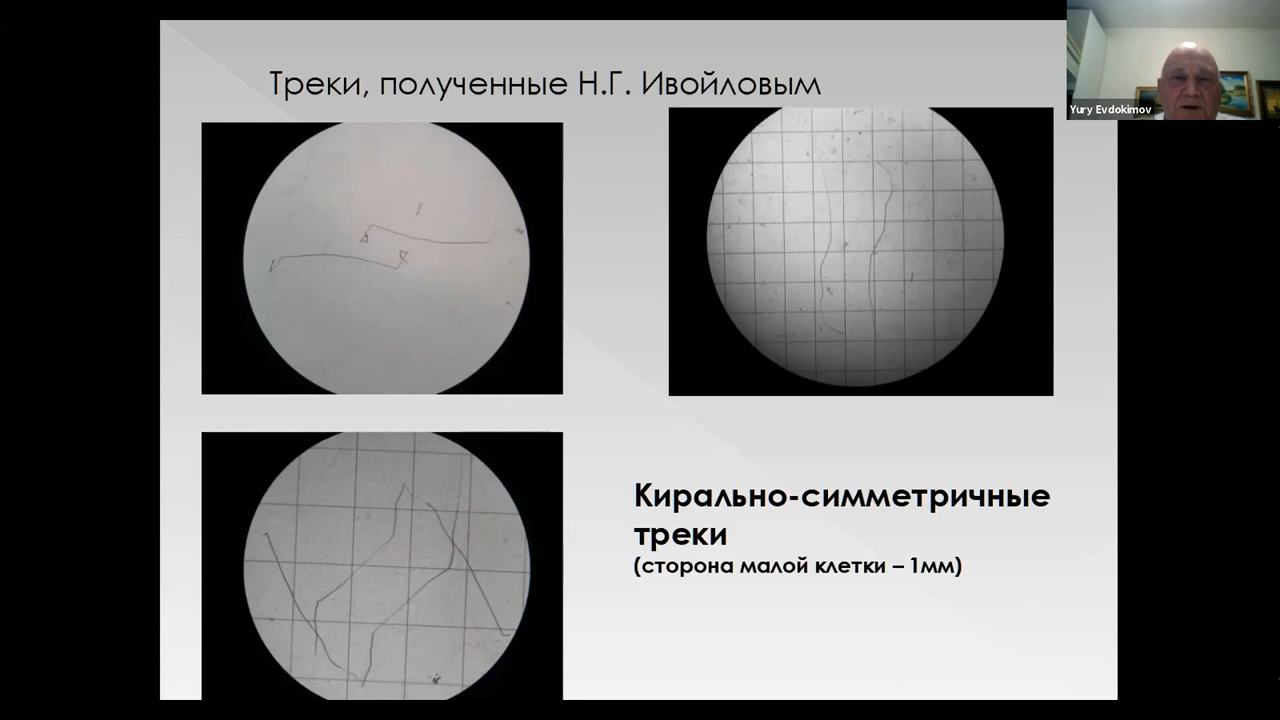 Треки, полученные Н.Г. Ивойловым
Yury Evdokimov
Кирально-симметричные
треки
(сторона малой клетки – 1мм)